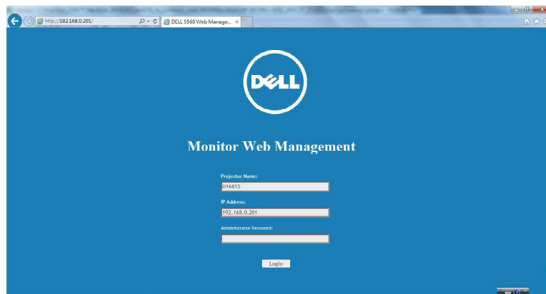 http://192.168.0.201/
DELL S560 Web Manage...
DELL
Monitor Web Management
Projector Name:
IP Address:
192.168.0.201
Administrator Password:
Login